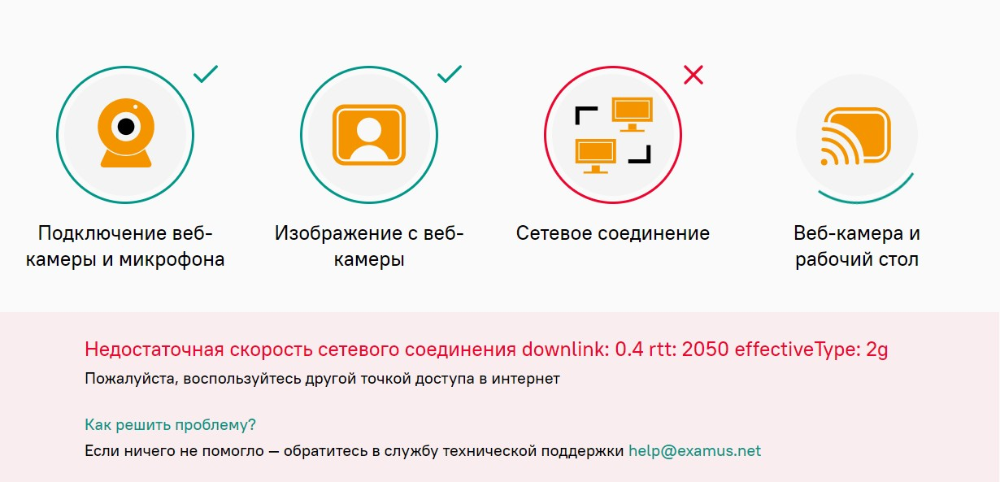 Подключение веб-
камеры и микрофона
Изображение с веб-
камеры
Сетевое соединение
Веб-камера и
рабочий стол
Недостаточная скорость сетевого соединения downlink: 0.4 rtt: 2050 effectiveType: 2g
Пожалуйста, воспользуйтесь другой точкой доступа в интернет
Как решить проблему?
Если ничего не помогло — обратитесь в службу технической поддержки help@examus.net